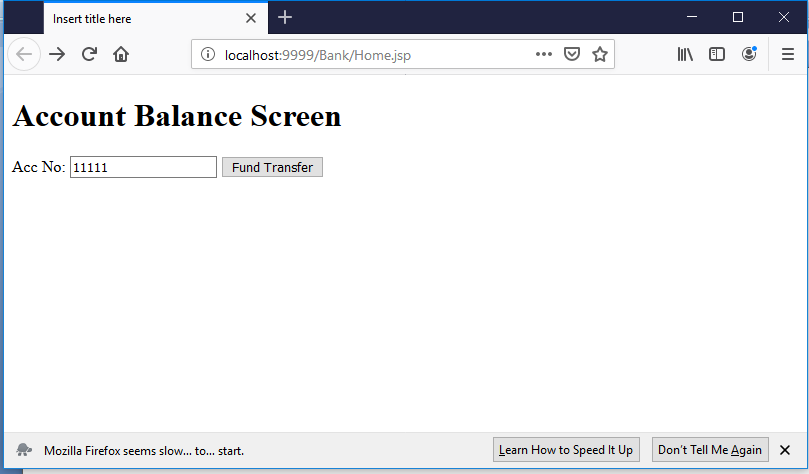 Insert title here
localhost:9999/Bank/Home.jsp
Account Balance Screen
Acc No: 11111 Fund Transfer
Mozilla Firefox seems slow... to... start. Learn How to Speed It Up Don't Tell Me Again